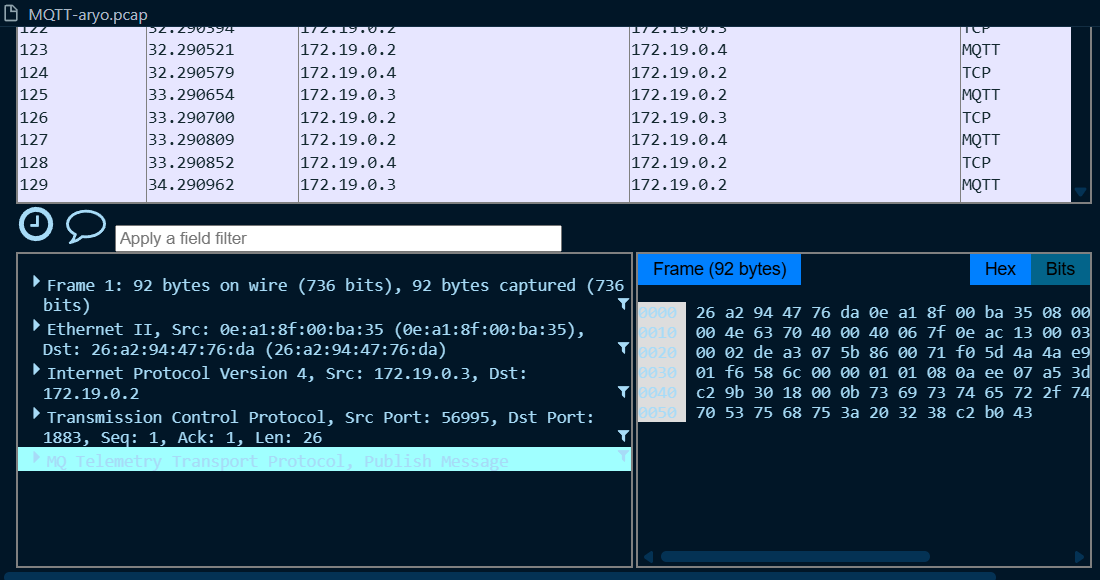 MQTT-aryo.pcap
122 32.290394 172.19.0.2 172.19.0.3 TCP
123 32.290521 172.19.0.2 172.19.0.4 MQTT
124 32.290579 172.19.0.4 172.19.0.2 TCP
125 33.290654 172.19.0.3 172.19.0.2 MQTT
126 33.290700 172.19.0.2 172.19.0.3 TCP
127 33.290809 172.19.0.2 172.19.0.4 MQTT
128 33.290852 172.19.0.4 172.19.0.2 TCP
129 34.290962 172.19.0.3 172.19.0.2 MQTT
Apply a field filter
Frame 1: 92 bytes on wire (736 bits), 92 bytes captured (736
bits)
Ethernet II, Src: 0e:a1:8f:00:ba:35 (0e:a1:8f:00:ba:35),
Dst: 26:a2:94:47:76:da (26:a2:94:47:76:da)
Internet Protocol Version 4, Src: 172.19.0.3, Dst:
172.19.0.2
Transmission Control Protocol, Src Port: 56995, Dst Port:
1883, Seq: 1, Ack: 1, Len: 26
MQ Telemetry Transport Protocol, Publish Message
Frame (92 bytes) Hex Bits
0000 26 a2 94 47 76 da 0e a1 8f 00 ba 35 08 00
0010 00 4e 63 70 40 00 40 06 7f 0e ac 13 00 03
0020 00 02 de a3 07 5b 86 00 71 f0 5d 4a 4a e9
0030 01 f6 58 6c 00 00 01 01 08 0a ee 07 a5 3d
0040 c2 9b 30 18 00 0b 73 69 73 74 65 72 2f 74
0050 70 53 75 68 75 3a 20 32 38 c2 b0 43